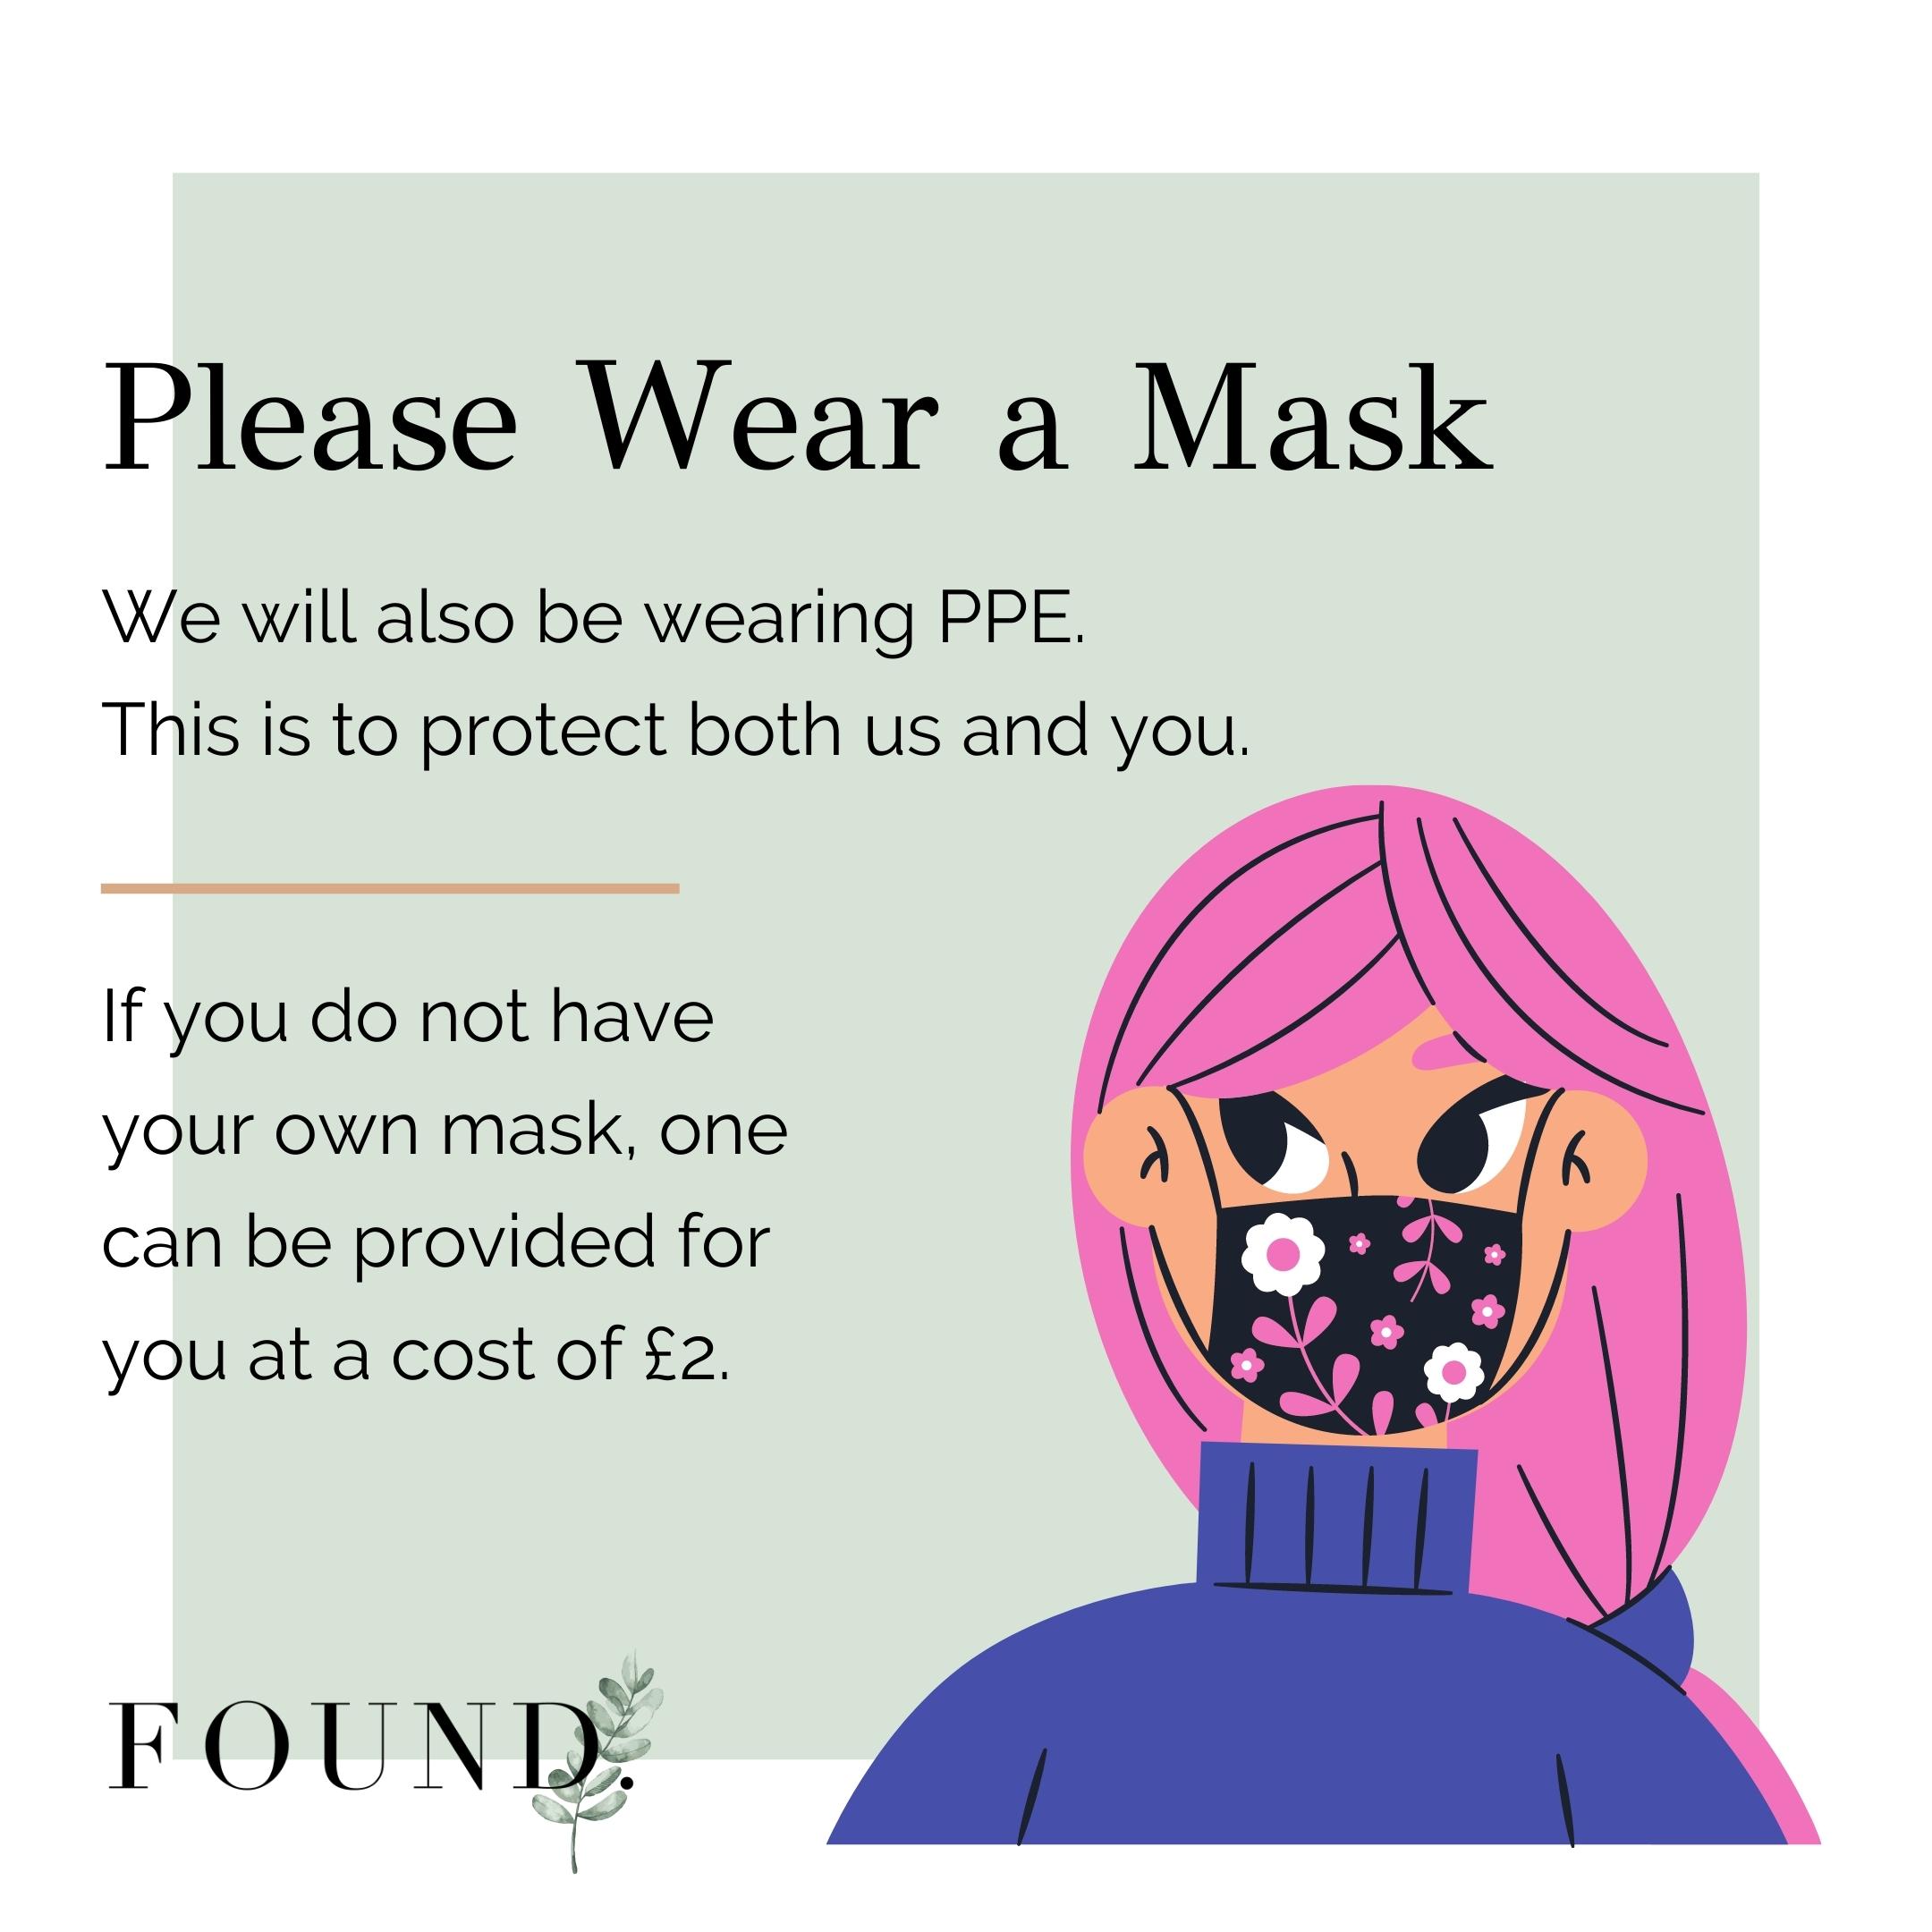 Please Wear a Mask
We will also be wearing PPE.
This is to protect both us and you.
If you do not have
your own mask, one
can be provided for
you at a cost of £2.
FOUND.